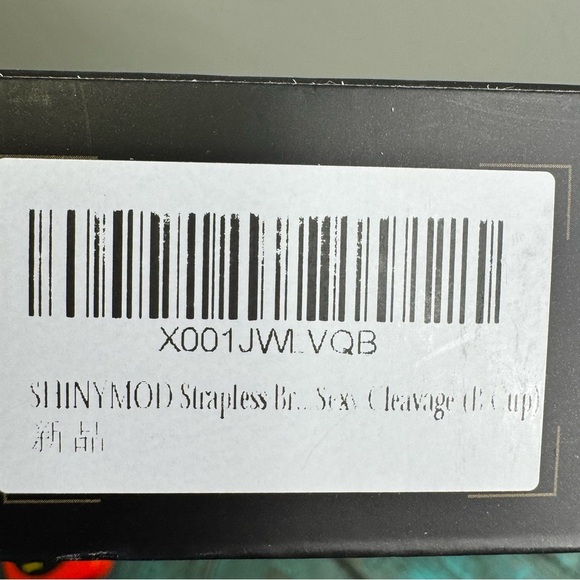 X001JWLVQB
SHINYMOD Strapless Br...Sexy Cleavage (B Cup)
新品